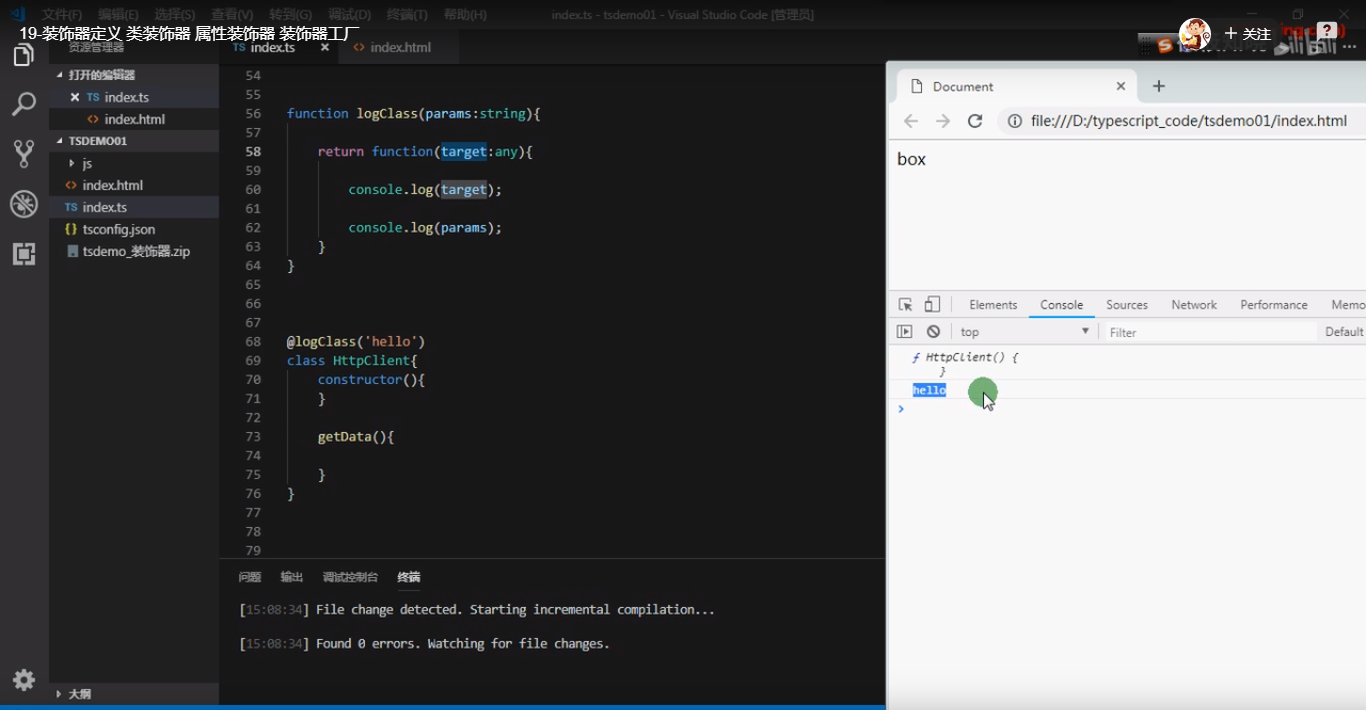 文件(F) 编辑(E) 选择(S) 查看(V) 转到(G) 调试(D) 终端(T) 帮助(H) index.ts - tsdemo01 - Visual Studio Code [管理员]
19-装饰器定义 类装饰器 属性装饰器 装饰器工厂
+ 关注
资源管理器
打开的编辑器
× TS index.ts
<> index.html
TSDEMO01
js
<> index.html
TS index.ts
{} tsconfig.json
tsdemo_装饰器.zip
大纲
TS index.ts ×
<> index.html
54
55
56 function logClass(params:string){
57
58 return function(target:any){
59
60 console.log(target);
61
62 console.log(params);
63 }
64 }
65
66
67
68 @logClass('hello')
69 class HttpClient{
70 constructor(){
71 }
72
73 getData(){
74
75 }
76 }
77
78
79
问题 输出 调试控制台 终端
[15:08:34] File change detected. Starting incremental compilation...
[15:08:34] Found 0 errors. Watching for file changes.
Document
file:///D:/typescript_code/tsdemo01/index.html
box
Elements Console Sources Network Performance Memo
top Filter Default
ƒ HttpClient() {
}
hello